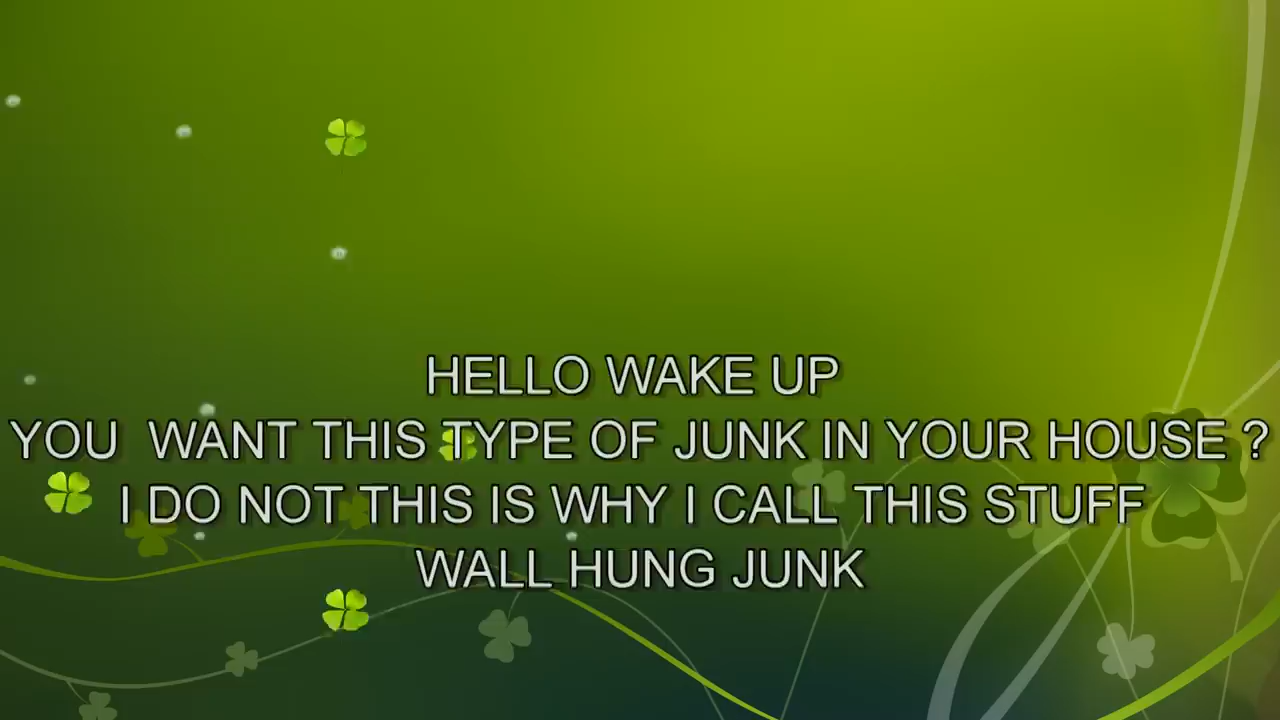 HELLO WAKE UP
YOU  WANT THIS TYPE OF JUNK IN YOUR HOUSE ?
I DO NOT THIS IS WHY I CALL THIS STUFF
WALL HUNG JUNK